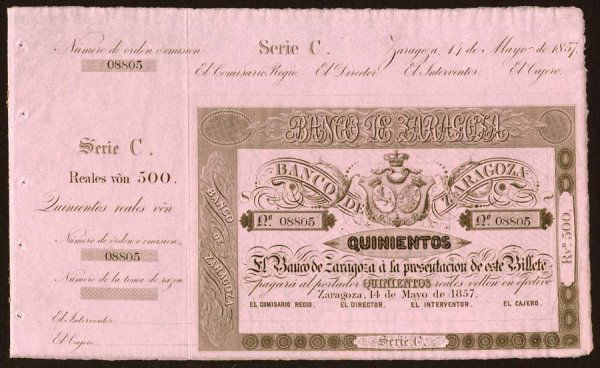 Número de orden ó emision
08805
Serie C.
Reales vōn 500.
Quinientos reales vōn
Número de orden ó emision:
08805
Número de la toma de razon
El Interventor
El Cajero.
Serie C.
Zaragoza, 14 de Mayo de 1857.
El Comisario Regio
El Director.
El Interventor
El Cajero.
BANCO DE ZARAGOZA
BANCO DE ZARAGOZA
BANCO DE ZARAGOZA
Nº 08805
Nº 08805
QUINIENTOS
El Banco de Zaragoza á la presentacion de este Billete
pagará al portador QUINIENTOS reales vellon en efectivo
Zaragoza, 14 de Mayo de 1857.
EL COMISARIO REGIO.
EL DIRECTOR.
EL INTERVENTOR.
EL CAJERO.
Serie C.
Rvn. 500.